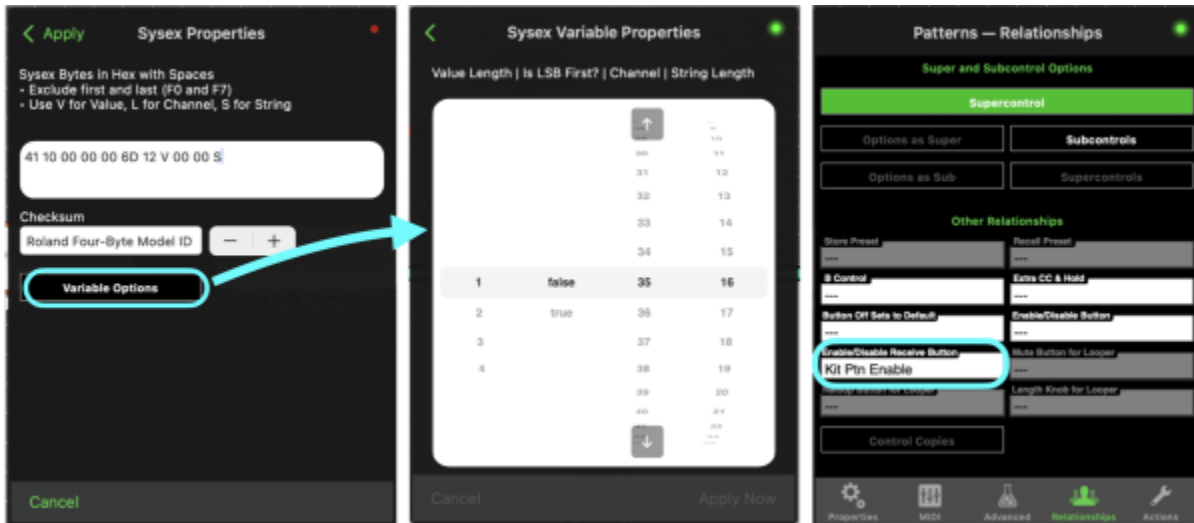 Apply
Sysex Properties
Sysex Bytes in Hex with Spaces
- Exclude first and last (F0 and F7)
- Use V for Value, L for Channel, S for String
41 10 00 00 00 6D 12 V 00 00 S
Checksum
Roland Four-Byte Model ID
− +
Variable Options
Cancel
Sysex Variable Properties
Value Length | Is LSB First? | Channel | String Length
31 12
32 13
33 14
34 15
1 false 35 16
2 true 36 17
3 37 18
4 38 19
39 20
40 21
22
Cancel Apply Now
Patterns — Relationships
Super and Subcontrol Options
Supercontrol
Options as Super Subcontrols
Options as Sub Supercontrols
Other Relationships
Store Preset Recall Preset
--- ---
B Control Extra CC & Hold
--- ---
Button Off Sets to Default Enable/Disable Button
--- ---
Enable/Disable Receive Button Mute Button for Looper
Kit Ptn Enable ---
Length Knob for Looper
--- ---
Control Copies
Properties MIDI Advanced Relationships Actions